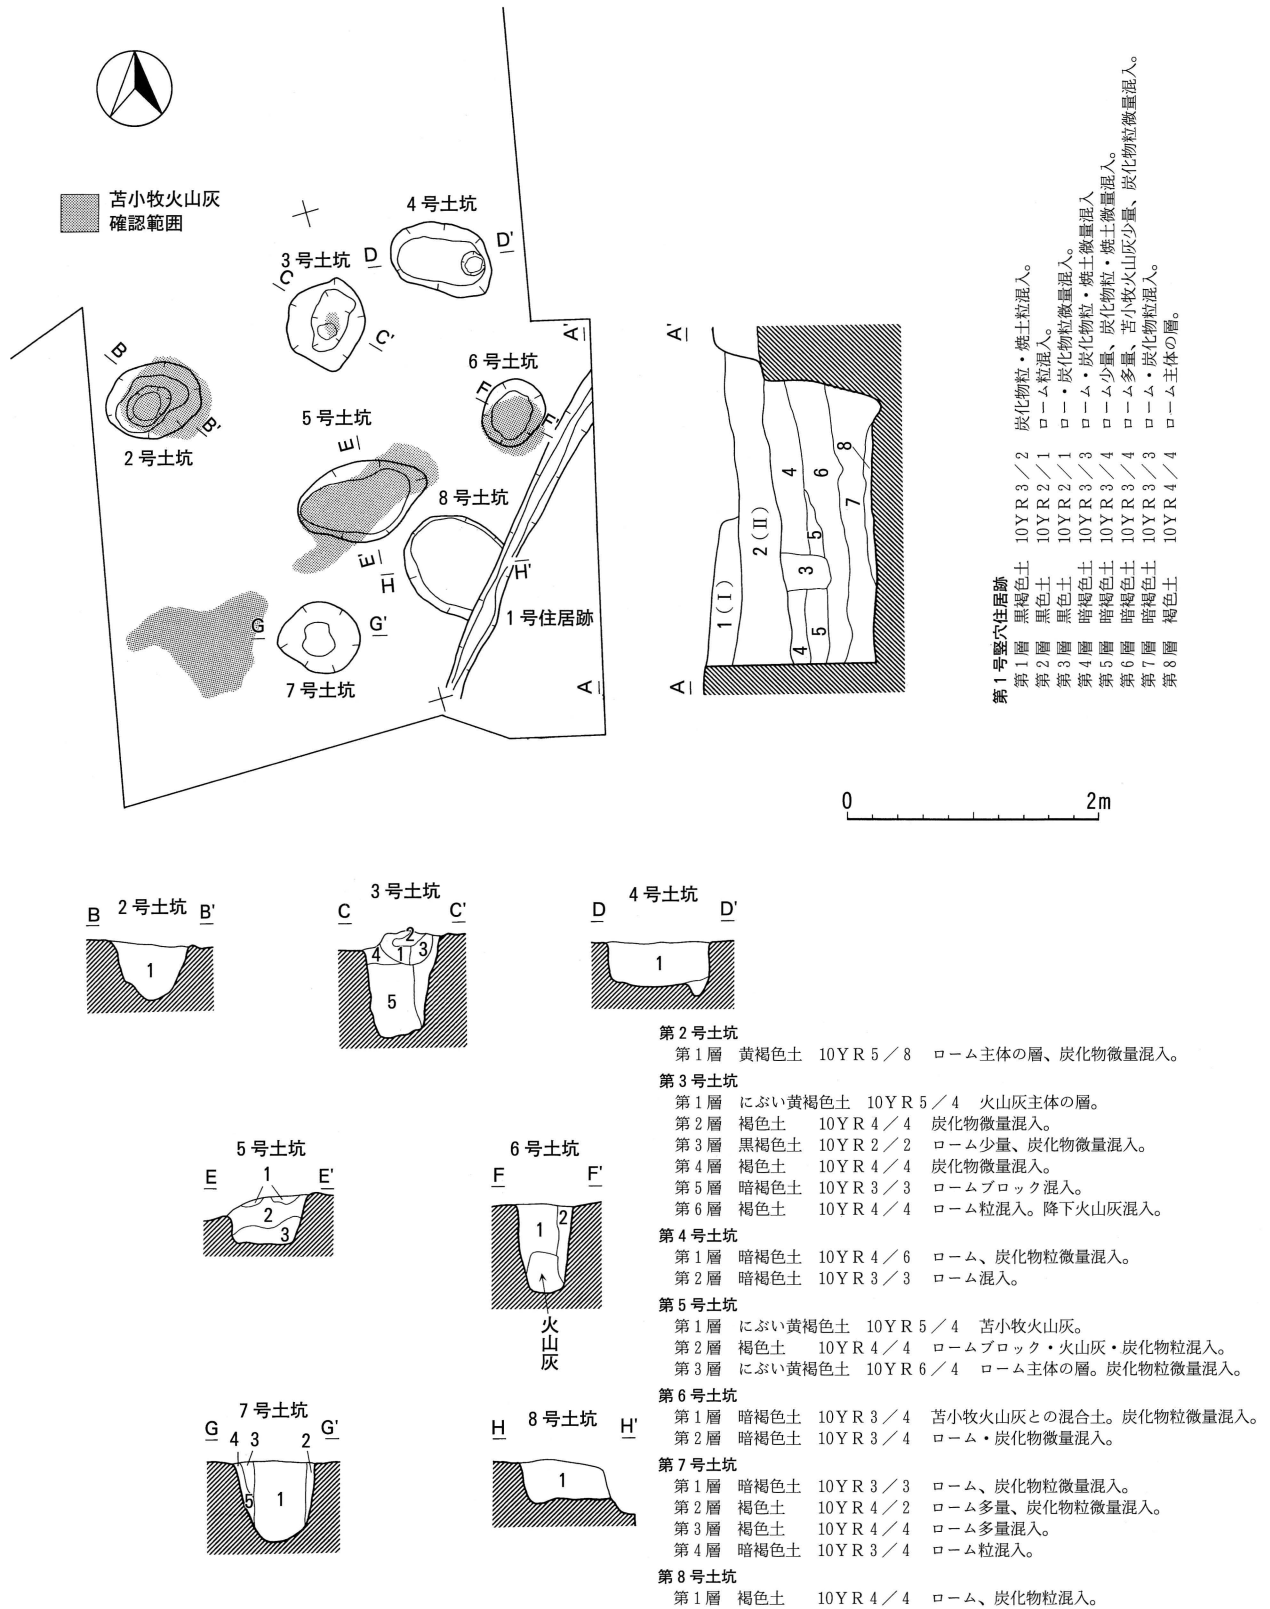 苫小牧火山灰
確認範囲
4号土坑
D
D'
3号土坑
C
C'
A'
B
B'
2号土坑
6号土坑
F
F'
5号土坑
E
E'
8号土坑
H
H'
1号住居跡
G
G'
7号土坑
A
A'
A
1(Ⅰ)
2(Ⅱ)
4
6
8
7
5
3
4
5
第1号竪穴住居跡
第1層 黒褐色土 10YR3/2 炭化物粒・焼土粒混入。
第2層 黒色土 10YR2/1 ローム粒混入。
第3層 黒色土 10YR2/1 ロー・炭化物粒微量混入。
第4層 暗褐色土 10YR3/3 ローム・炭化物粒・焼土微量混入
第5層 暗褐色土 10YR3/4 ローム少量、炭化物粒・焼土微量混入。
第6層 暗褐色土 10YR3/4 ローム多量、苫小牧火山灰少量、炭化物粒微量混入。
第7層 暗褐色土 10YR3/3 ローム・炭化物粒混入。
第8層 褐色土 10YR4/4 ローム主体の層。
0 2m
B 2号土坑 B'
1
3号土坑
C C'
2
4 1 3
5
4号土坑
D D'
1
第2号土坑
第1層 黄褐色土 10YR5/8 ローム主体の層、炭化物微量混入。
第3号土坑
第1層 にぶい黄褐色土 10YR5/4 火山灰主体の層。
第2層 褐色土 10YR4/4 炭化物微量混入。
第3層 黒褐色土 10YR2/2 ローム少量、炭化物微量混入。
第4層 褐色土 10YR4/4 炭化物微量混入。
第5層 暗褐色土 10YR3/3 ロームブロック混入。
第6層 褐色土 10YR4/4 ローム粒混入。降下火山灰混入。
第4号土坑
第1層 暗褐色土 10YR4/6 ローム、炭化物粒微量混入。
第2層 暗褐色土 10YR3/3 ローム混入。
第5号土坑
第1層 にぶい黄褐色土 10YR5/4 苫小牧火山灰。
第2層 褐色土 10YR4/4 ロームブロック・火山灰・炭化物粒混入。
第3層 にぶい黄褐色土 10YR6/4 ローム主体の層。炭化物粒微量混入。
第6号土坑
第1層 暗褐色土 10YR3/4 苫小牧火山灰との混合土。炭化物粒微量混入。
第2層 暗褐色土 10YR3/4 ローム・炭化物微量混入。
第7号土坑
第1層 暗褐色土 10YR3/3 ローム、炭化物粒微量混入。
第2層 褐色土 10YR4/2 ローム多量、炭化物粒微量混入。
第3層 褐色土 10YR4/4 ローム多量混入。
第4層 暗褐色土 10YR3/4 ローム粒混入。
第8号土坑
第1層 褐色土 10YR4/4 ローム、炭化物粒混入。
5号土坑
E 1 E'
2
3
6号土坑
F F'
1 2
火山灰
7号土坑
G 4 3 2 G'
5 1
8号土坑
H H'
1